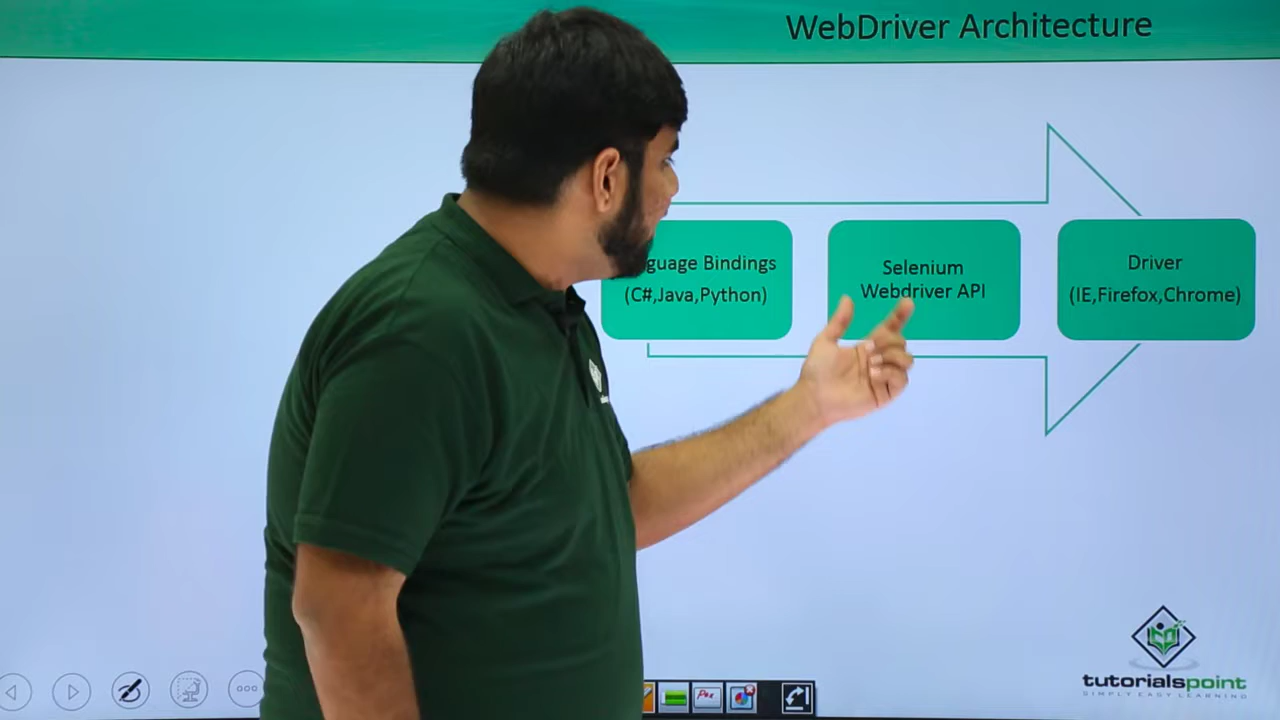 WebDriver Architecture
guage Bindings
(C#,Java,Python)
Selenium
Webdriver API
Driver
(IE,Firefox,Chrome)
tutorialspoint
SIMPLY EASY LEARNING